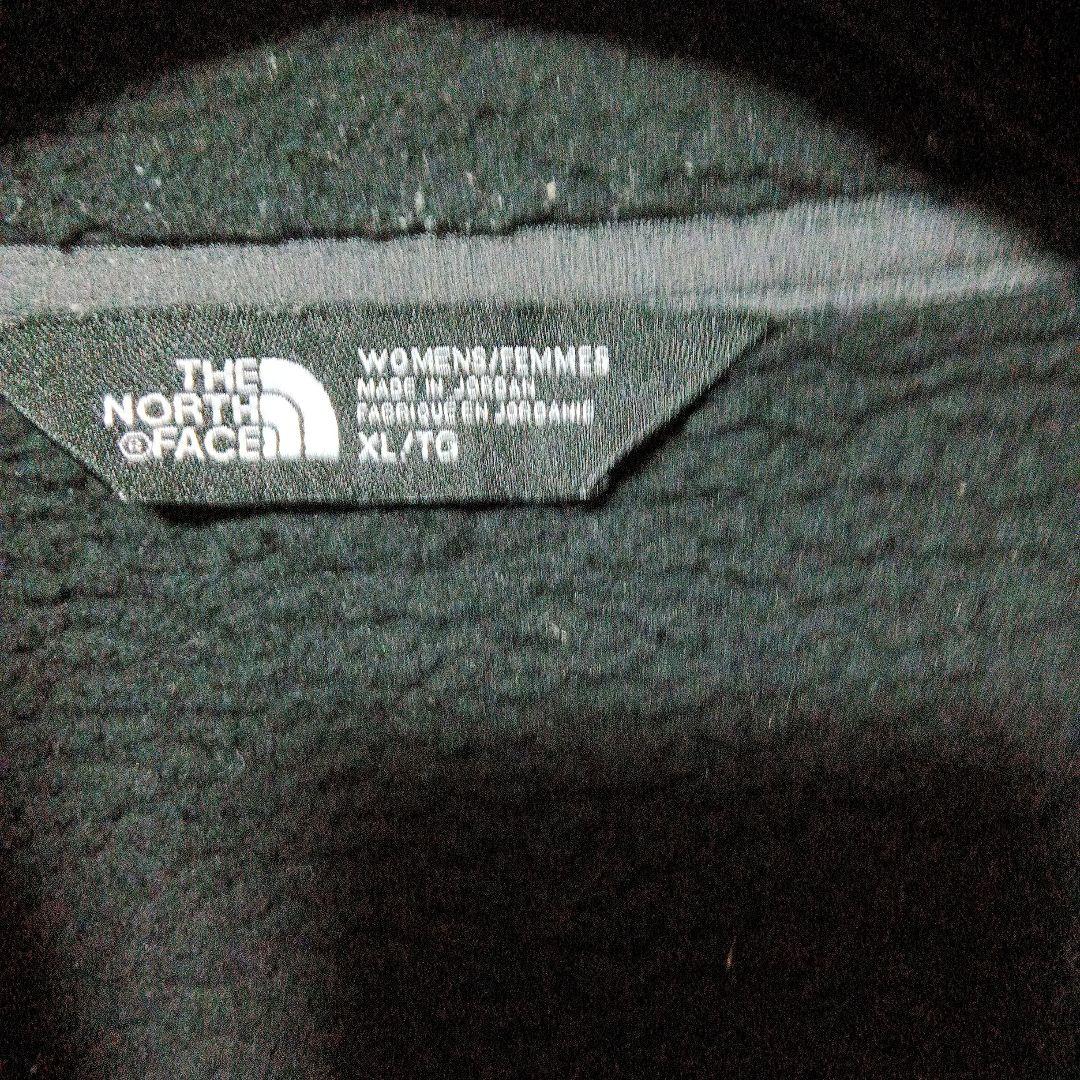 THE
NORTH
®FACE
WOMENS/FEMMES
MADE IN JORDAN
FABRIQUE EN JORDANIE
XL/TG